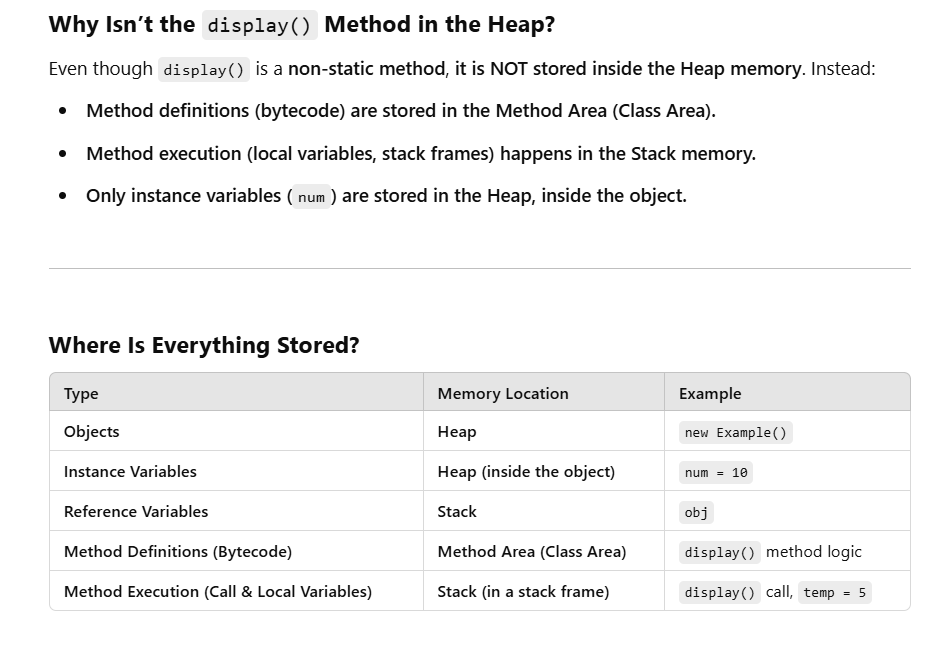 Why Isn’t the display() Method in the Heap?
Even though display() is a non-static method, it is NOT stored inside the Heap memory. Instead:
• Method definitions (bytecode) are stored in the Method Area (Class Area).
• Method execution (local variables, stack frames) happens in the Stack memory.
• Only instance variables ( num ) are stored in the Heap, inside the object.
Where Is Everything Stored?
Type Memory Location Example
Objects Heap new Example()
Instance Variables Heap (inside the object) num = 10
Reference Variables Stack obj
Method Definitions (Bytecode) Method Area (Class Area) display() method logic
Method Execution (Call & Local Variables) Stack (in a stack frame) display() call, temp = 5